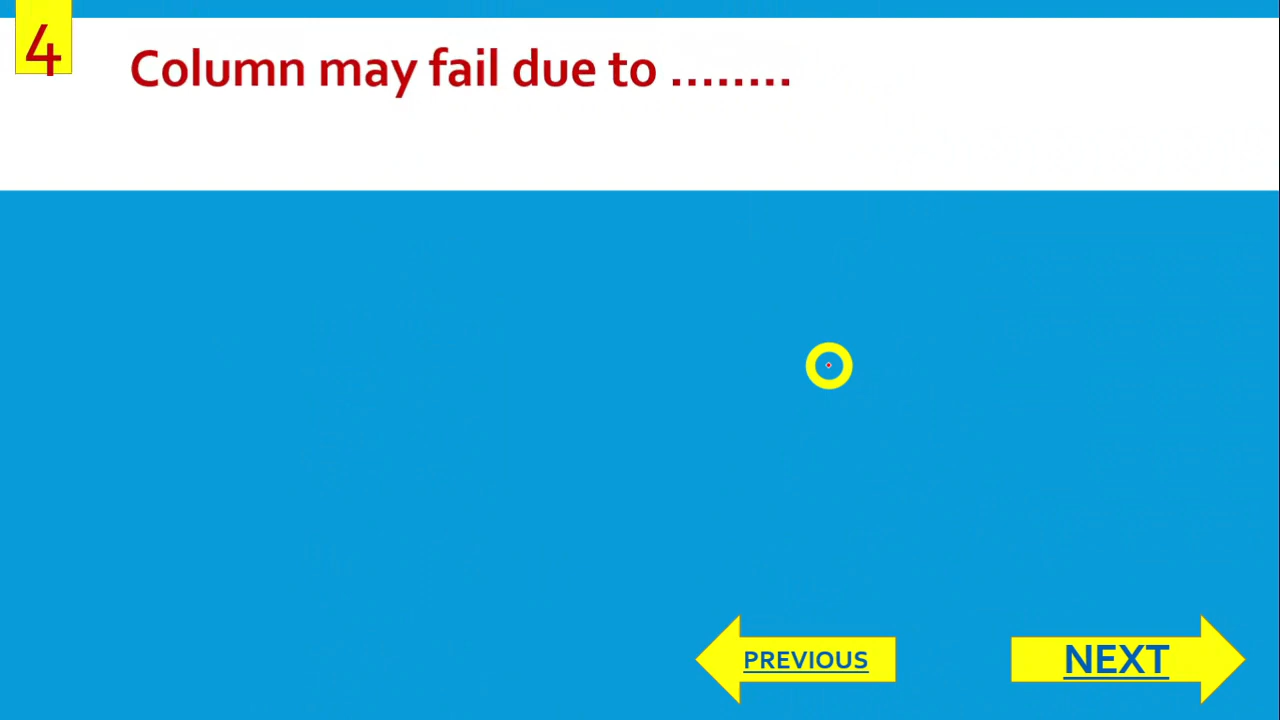 4
Column may fail due to ........
PREVIOUS
NEXT